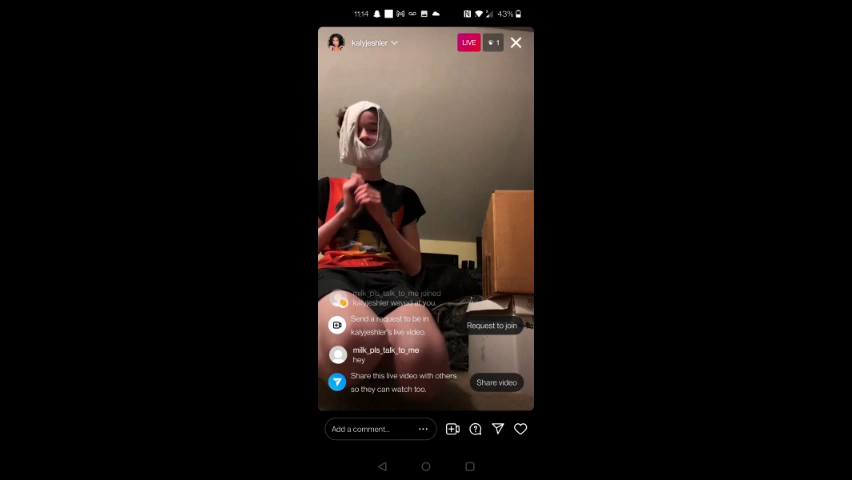 11:14
43%
kalyjeshler
LIVE
1
milk_pls_talk_to_me joined
kalyjeshler waved at you.
Send a request to be in
kalyjeshler's live video.
Request to join
milk_pls_talk_to_me
hey
Share this live video with others
so they can watch too.
Share video
Add a comment...